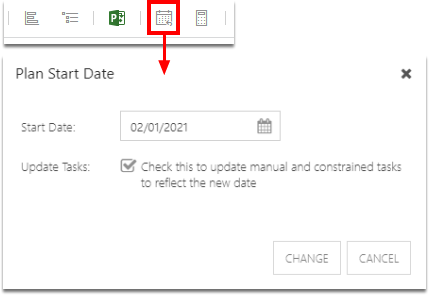 Plan Start Date
Start Date: 02/01/2021
Update Tasks: Check this to update manual and constrained tasks
to reflect the new date
CHANGE CANCEL